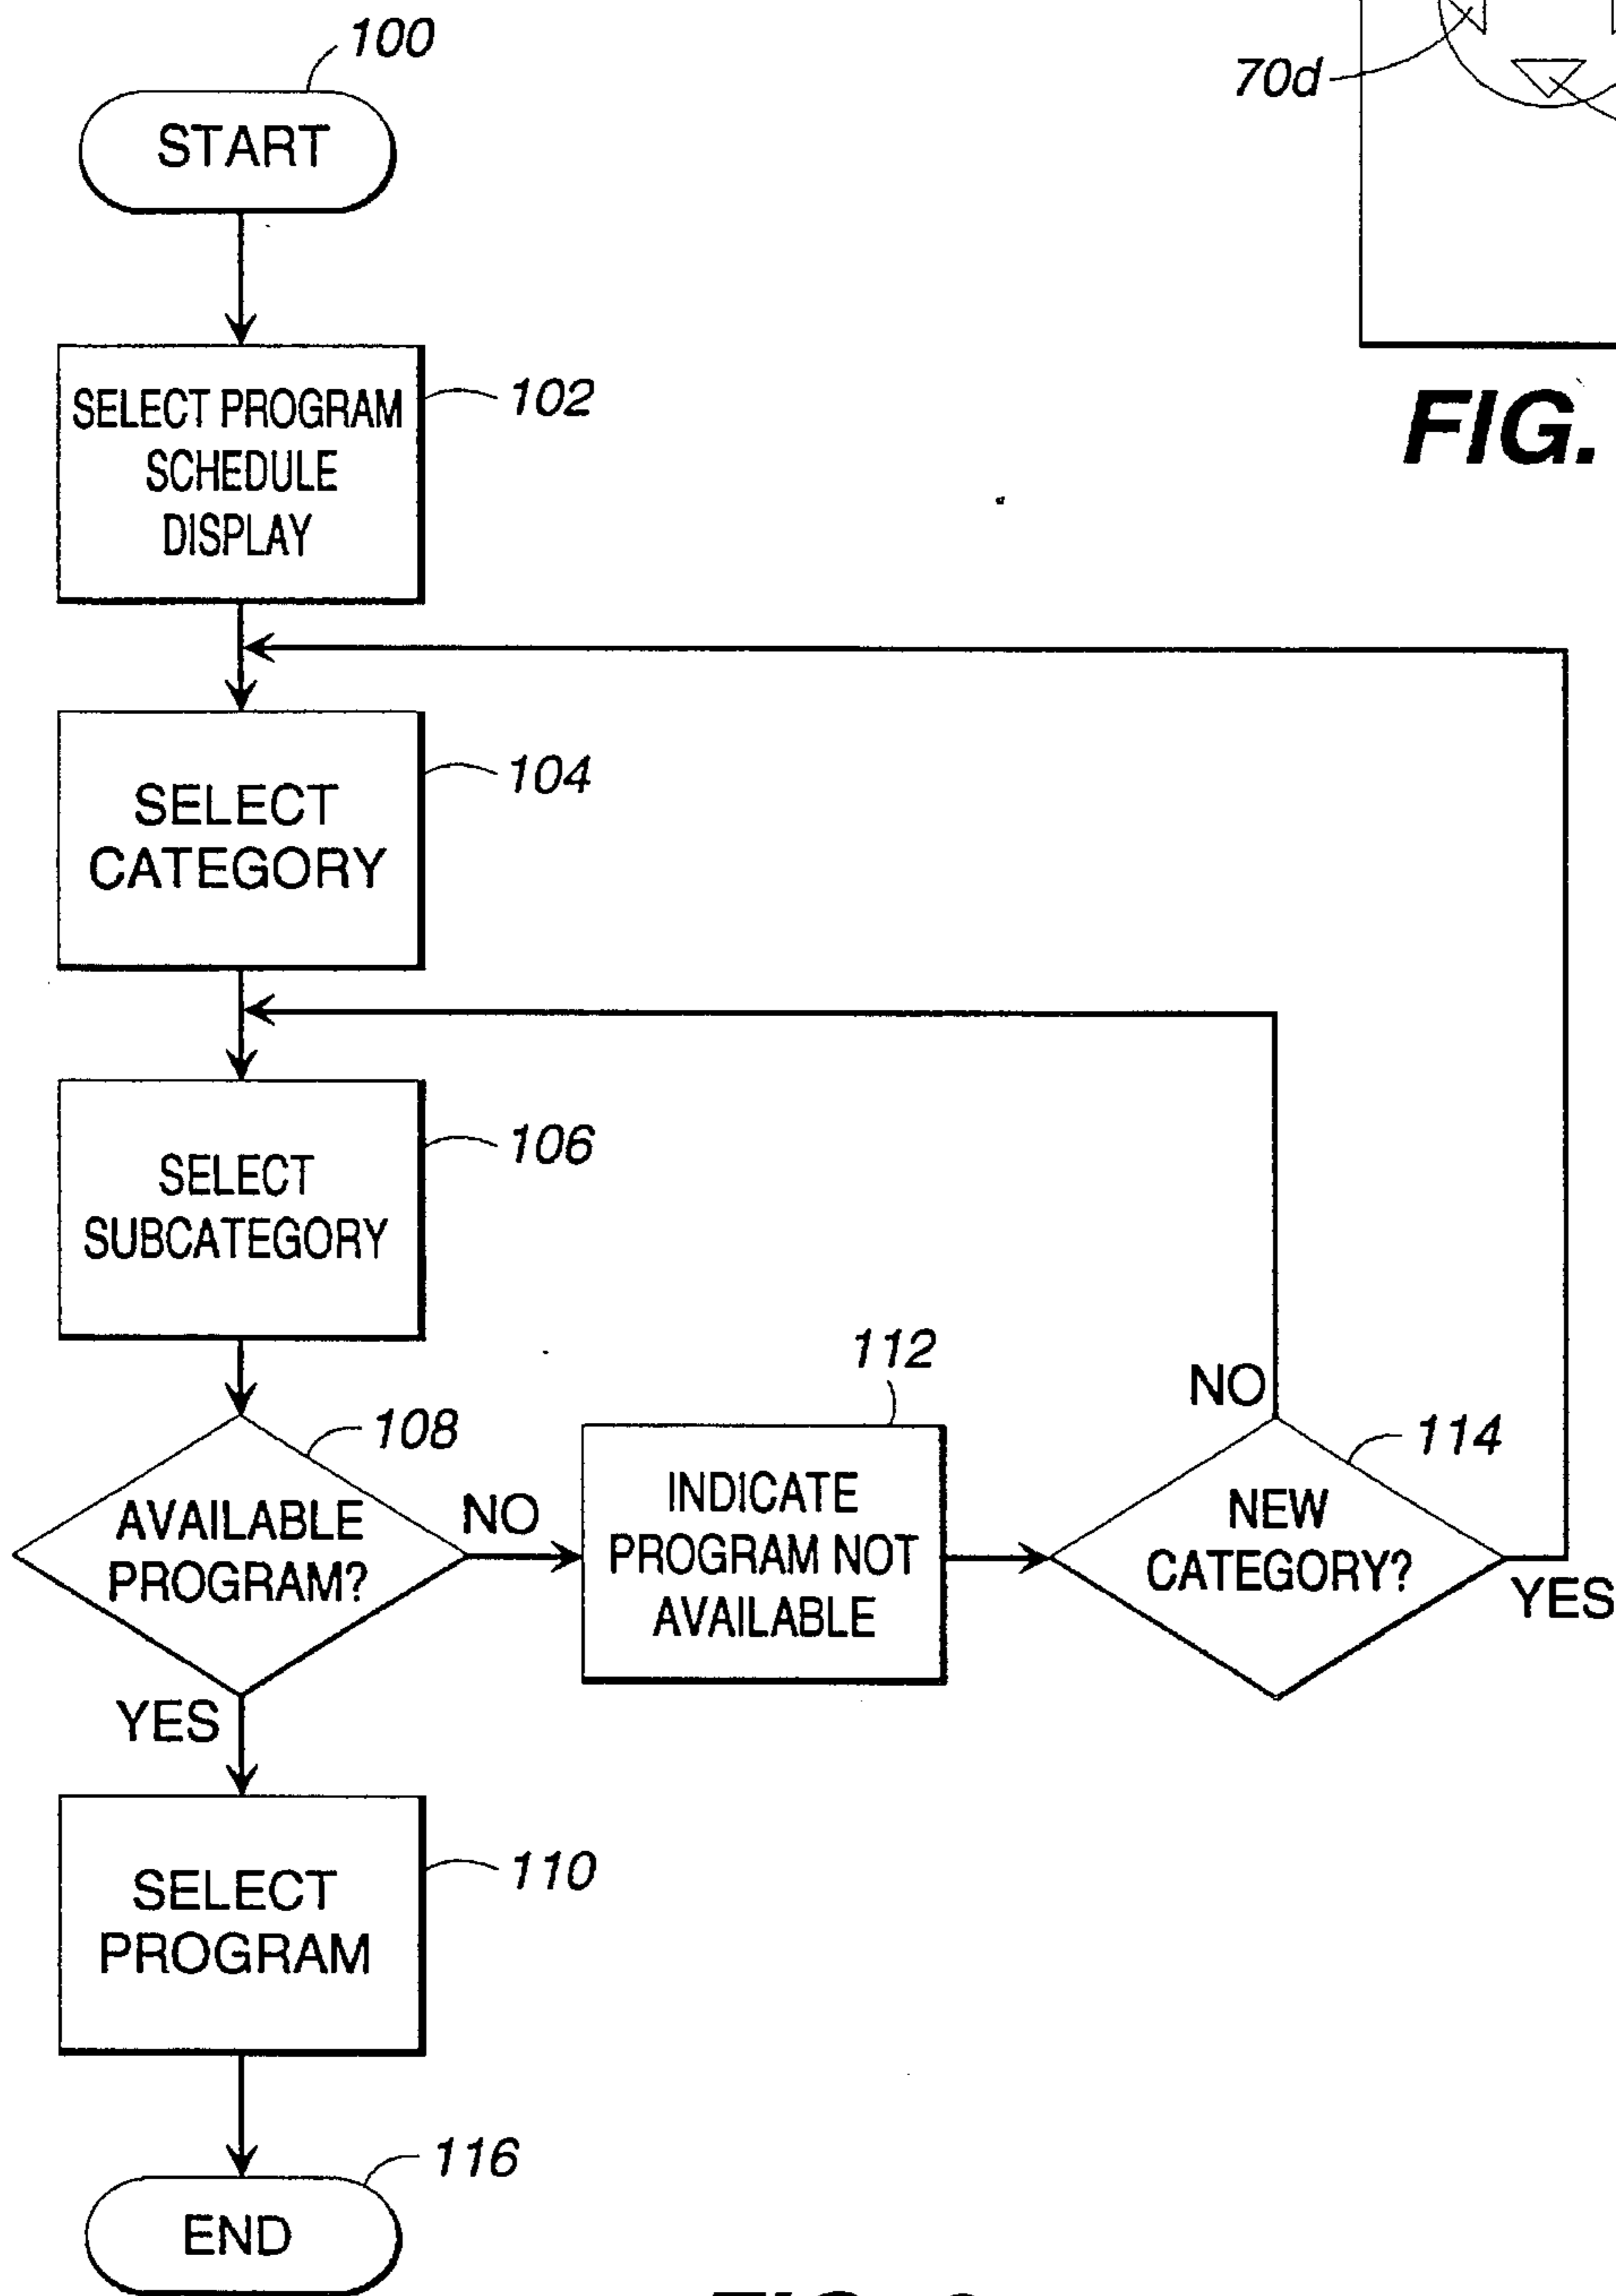 100
START
70d
102
SELECT PROGRAM
SCHEDULE
DISPLAY
FIG.
104
SELECT
CATEGORY
106
SELECT
SUBCATEGORY
112
NO
108
114
AVAILABLE
PROGRAM?
NO
INDICATE
PROGRAM NOT
AVAILABLE
NEW
CATEGORY?
YES
YES
110
SELECT
PROGRAM
116
END